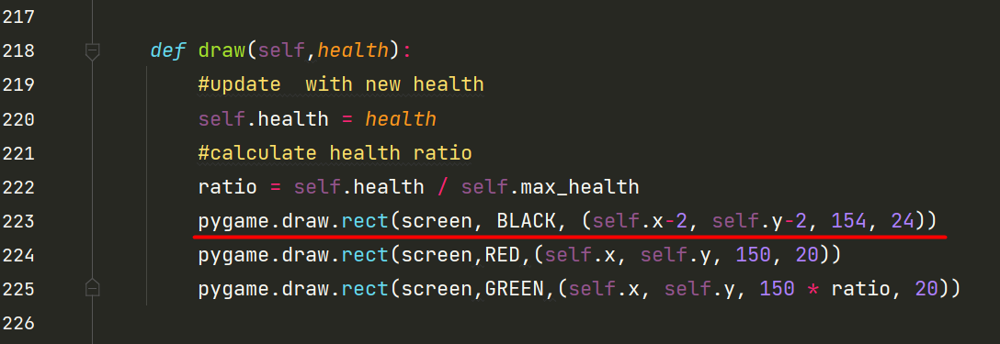 217
218 def draw(self,health):
219 #update  with new health
220 self.health = health
221 #calculate health ratio
222 ratio = self.health / self.max_health
223 pygame.draw.rect(screen, BLACK, (self.x-2, self.y-2, 154, 24))
224 pygame.draw.rect(screen,RED,(self.x, self.y, 150, 20))
225 pygame.draw.rect(screen,GREEN,(self.x, self.y, 150 * ratio, 20))
226